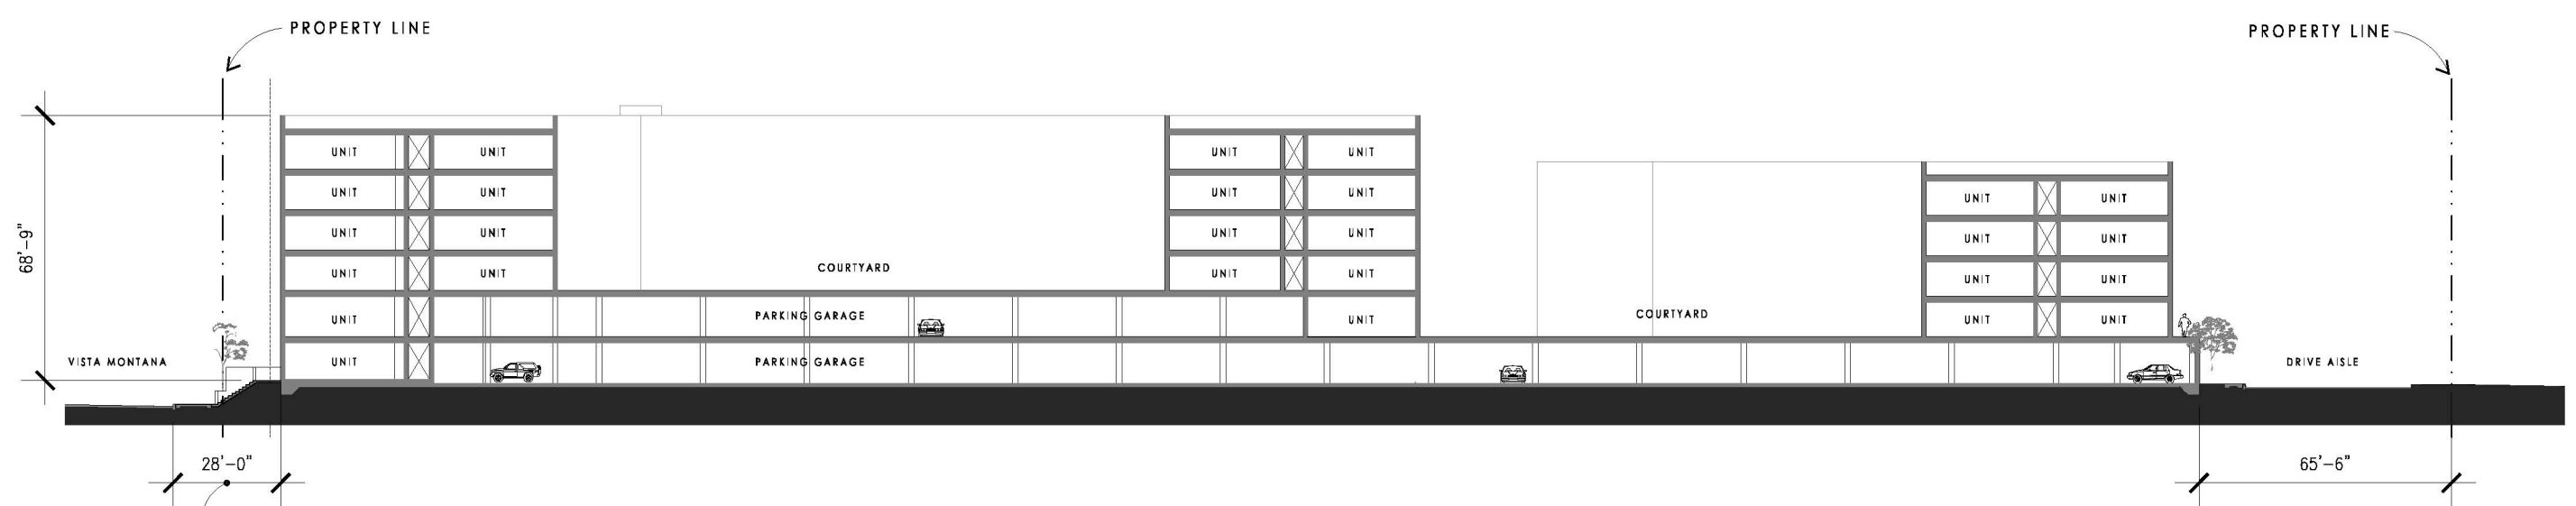 PROPERTY LINE
PROPERTY LINE
UNIT UNIT UNIT UNIT
UNIT UNIT UNIT UNIT UNIT UNIT
UNIT UNIT UNIT UNIT UNIT UNIT
68'-9"
UNIT UNIT COURTYARD UNIT UNIT UNIT UNIT
UNIT PARKING GARAGE UNIT COURTYARD UNIT UNIT
VISTA MONTANA UNIT PARKING GARAGE DRIVE AISLE
28'-0"
65'-6"